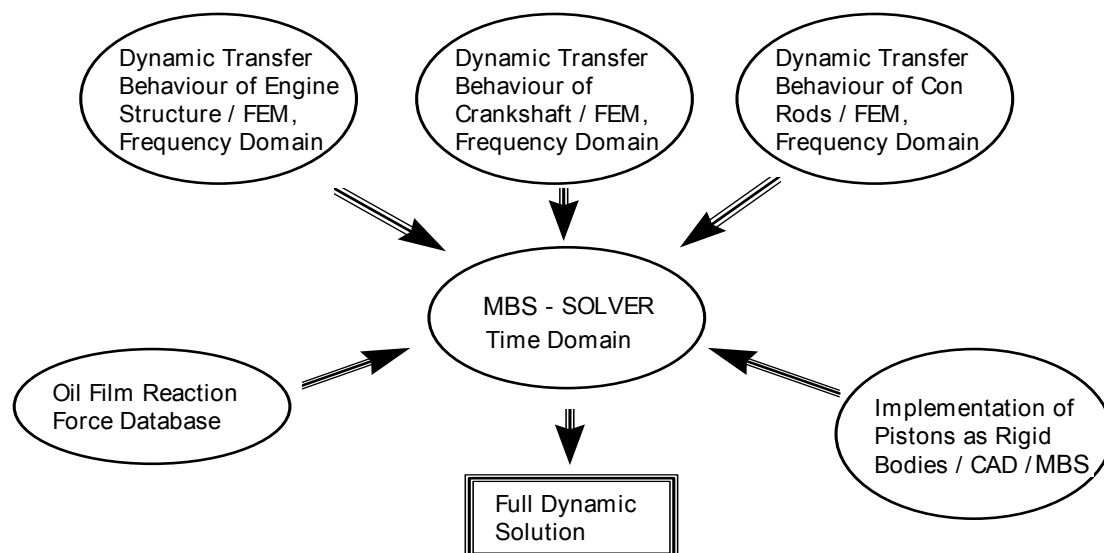 Dynamic Transfer
Behaviour of Engine
Structure / FEM,
Frequency Domain
Dynamic Transfer
Behaviour of
Crankshaft / FEM,
Frequency Domain
Dynamic Transfer
Behaviour of Con
Rods / FEM,
Frequency Domain
MBS - SOLVER
Time Domain
Oil Film Reaction
Force Database
Implementation of
Pistons as Rigid
Bodies / CAD / MBS,
Full Dynamic
Solution